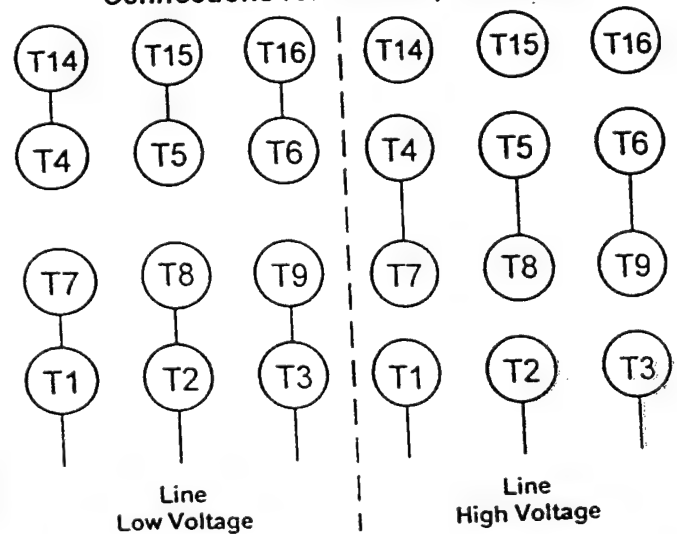 T14 T15 T16 T14 T15 T16
T4 T5 T6 T4 T5 T6
T7 T8 T9 T7 T8 T9
T1 T2 T3 T1 T2 T3
Line Line
Low Voltage High Voltage